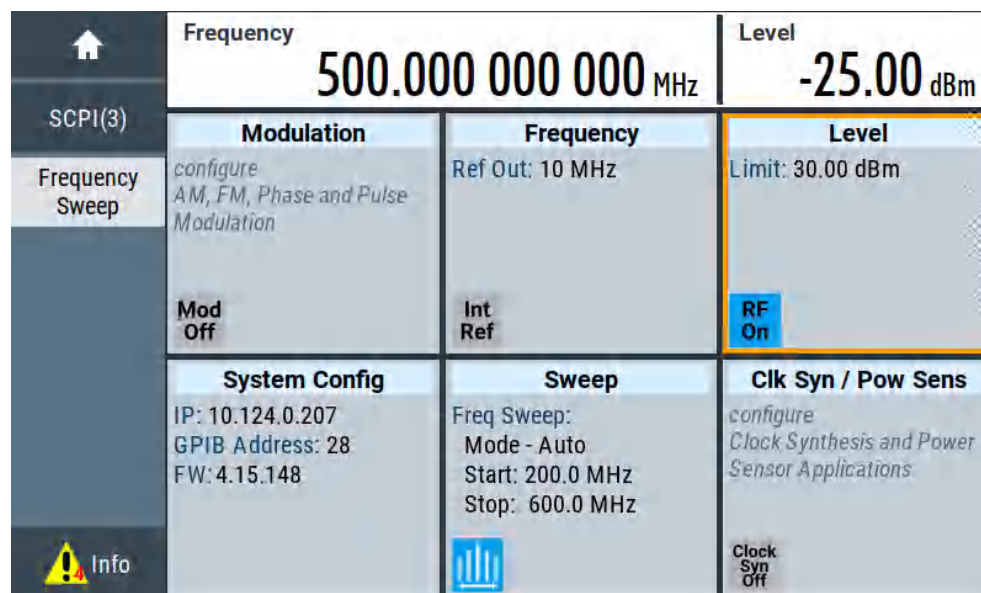 Frequency
500.000 000 000 MHz
Level
-25.00 dBm
SCPI(3)
Frequency
Sweep
Modulation
configure
AM, FM, Phase and Pulse
Modulation
Mod
Off
Frequency
Ref Out: 10 MHz
Int
Ref
Level
Limit: 30.00 dBm
RF
On
System Config
IP: 10.124.0.207
GPIB Address: 28
FW: 4.15.148
Sweep
Freq Sweep:
Mode - Auto
Start: 200.0 MHz
Stop: 600.0 MHz
Clk Syn / Pow Sens
configure
Clock Synthesis and Power
Sensor Applications
Clock
Syn
Off
4 Info